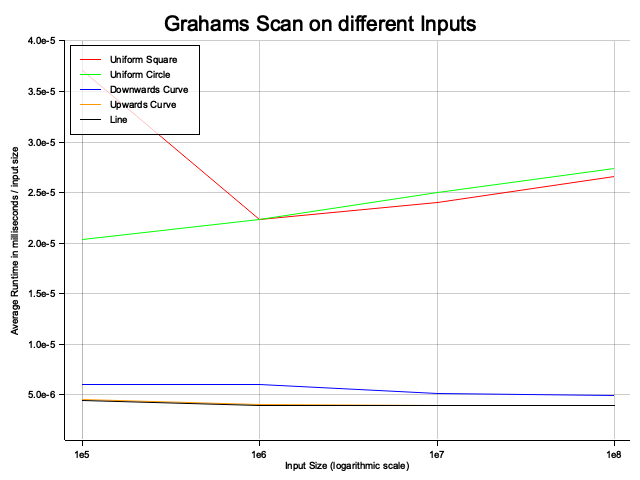 Grahams Scan on different Inputs
4.0e-5
Uniform Square
Uniform Circle
Downwards Curve
Upwards Curve
Line
3.5e-5
3.0e-5
2.5e-5
2.0e-5
1.5e-5
1.0e-5
5.0e-6
Average Runtime in milliseconds / input size
1e5
1e6
1e7
1e8
Input Size (logarithmic scale)